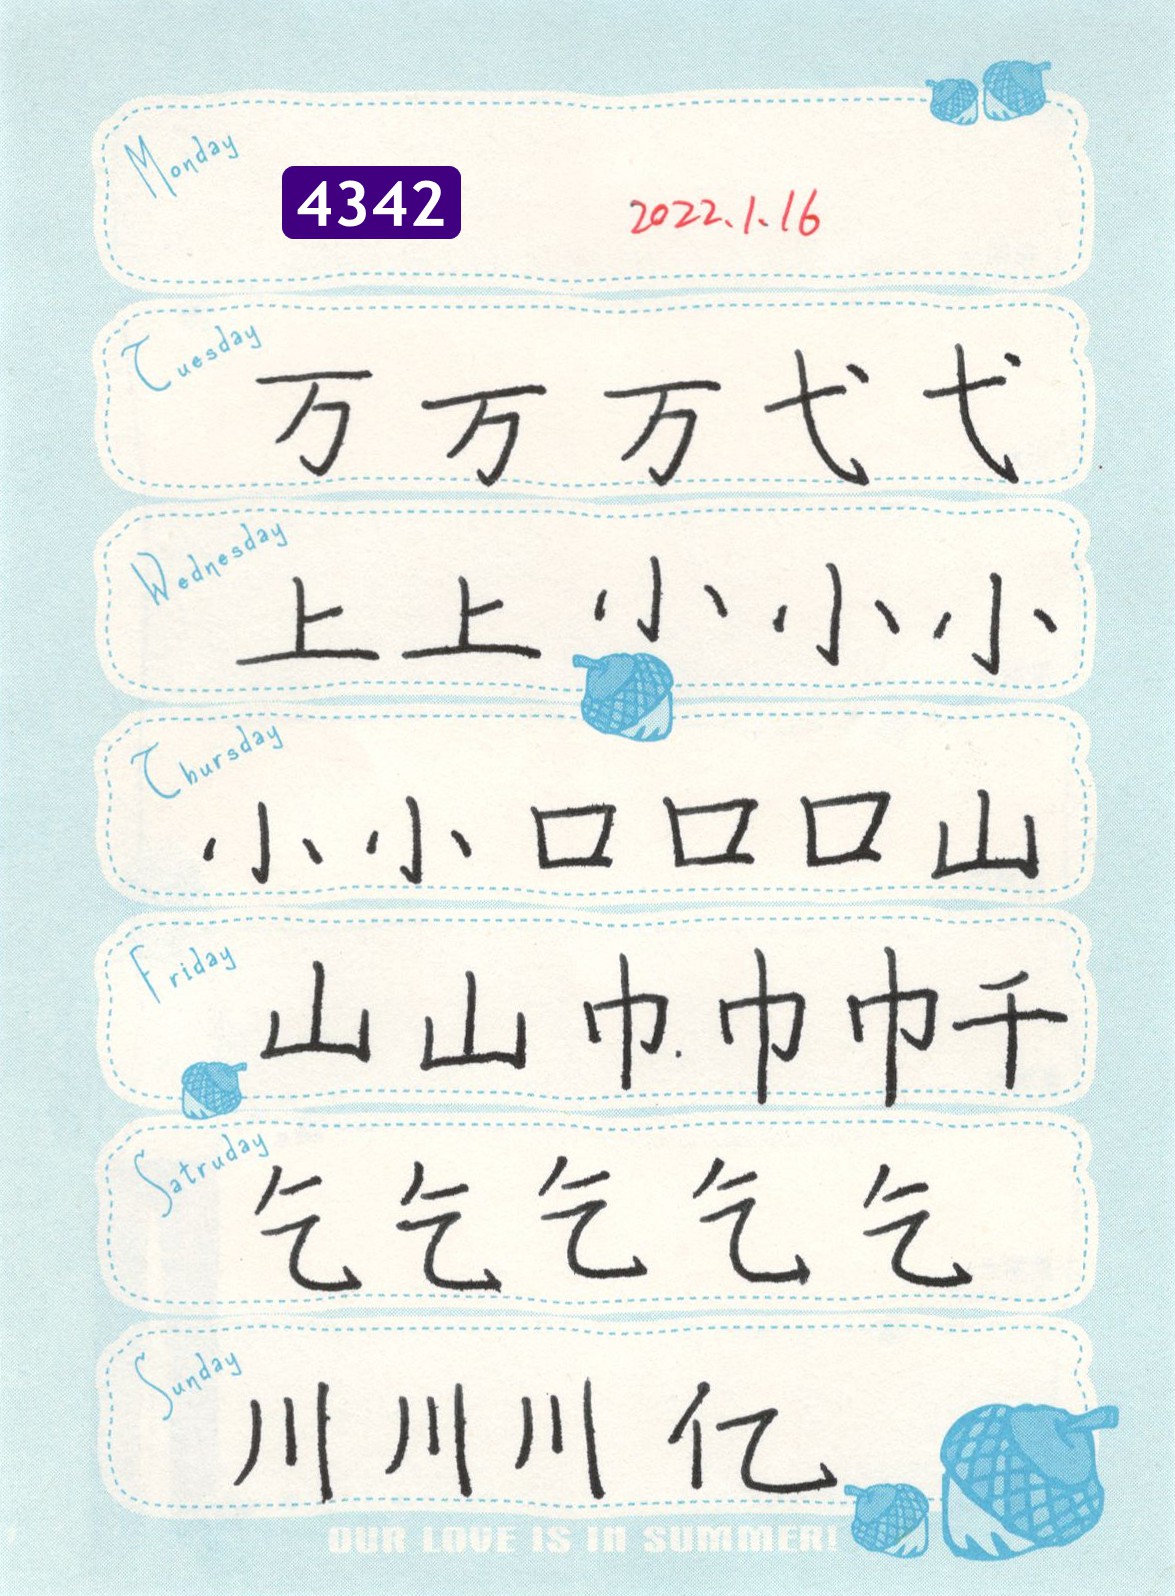 Monday
4342 2022.1.16
Tuesday
万 万 万 弋 弋
Wednesday
上 上 小 小 小
Thursday
小 小 口 口 口 山
Friday
山 山 巾 巾 巾 千
Satruday
乞 乞 乞 乞 乞
Sunday
川 川 川 亿
OUR LOVE IS IN SUMMER!